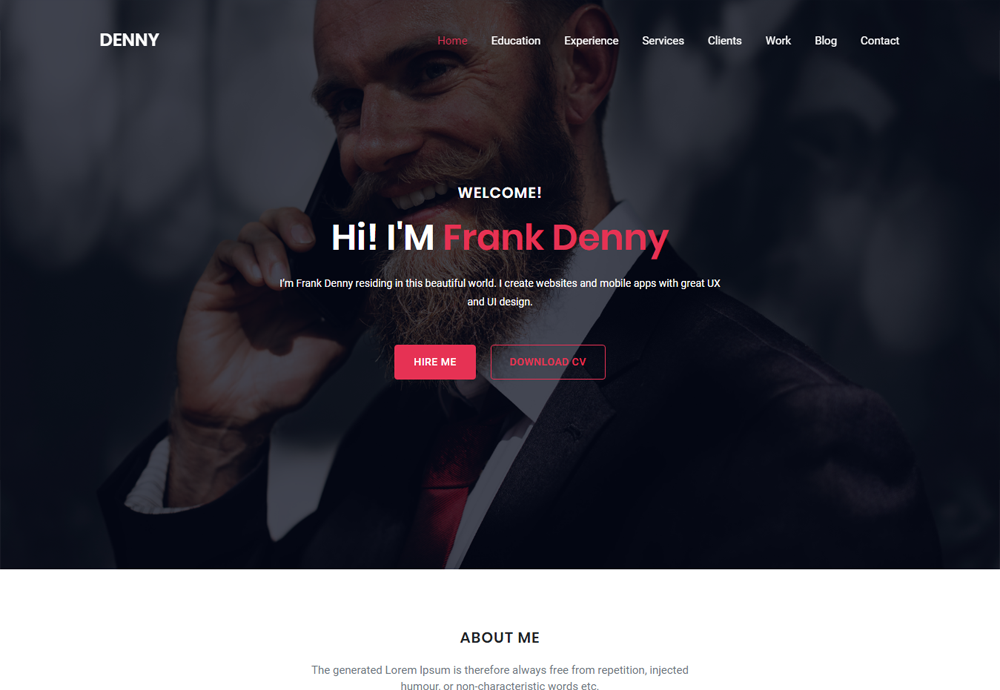 DENNY
Home Education Experience Services Clients Work Blog Contact
WELCOME!
Hi! I'M Frank Denny
I'm Frank Denny residing in this beautiful world. I create websites and mobile apps with great UX
and UI design.
HIRE ME DOWNLOAD CV
ABOUT ME
The generated Lorem Ipsum is therefore always free from repetition, injected
humour, or non-characteristic words etc.